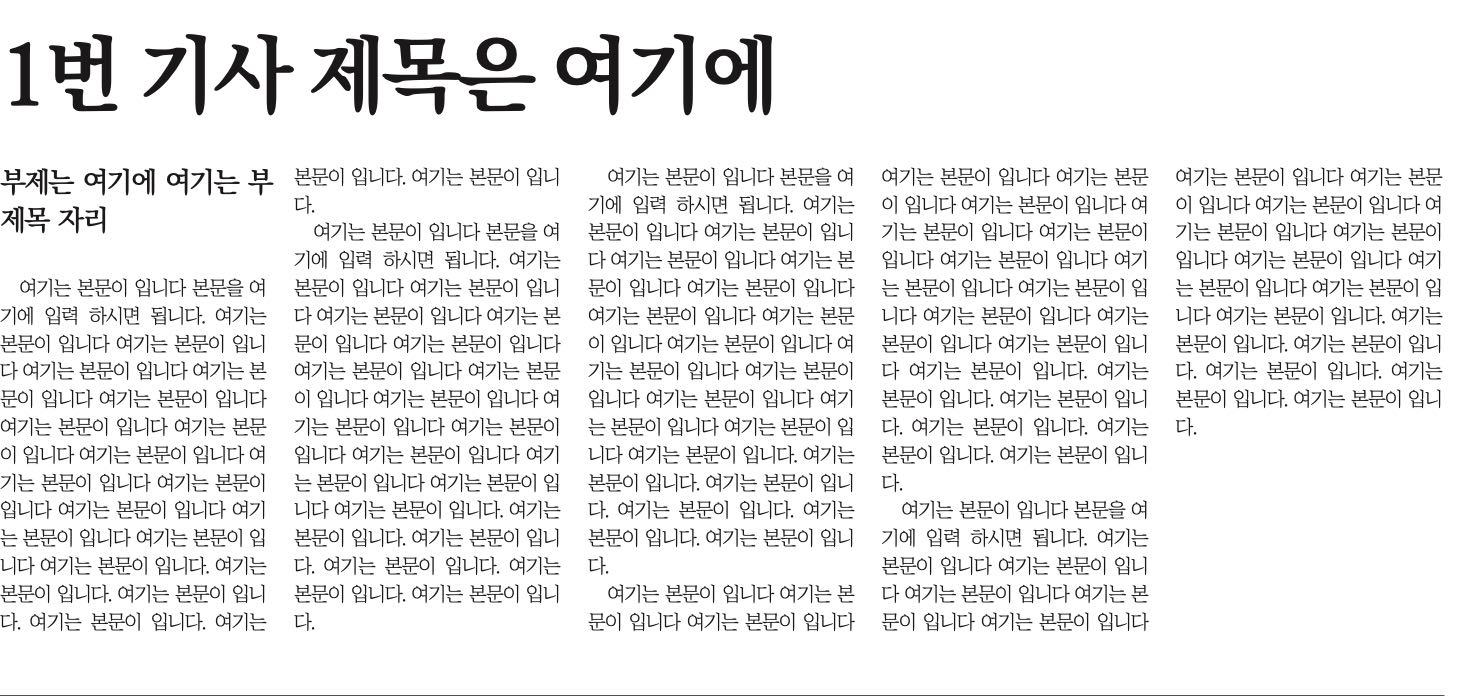 1번 기사 제목은 여기에
부제는 여기에 여기는 부
제목 자리
여기는 본문이 입니다 본문을 여
기에 입력 하시면 됩니다. 여기는
본문이 입니다 여기는 본문이 입니
다 여기는 본문이 입니다 여기는 본
문이 입니다 여기는 본문이 입니다
여기는 본문이 입니다 여기는 본문
이 입니다 여기는 본문이 입니다 여
기는 본문이 입니다 여기는 본문이
입니다 여기는 본문이 입니다 여기
는 본문이 입니다 여기는 본문이 입
니다 여기는 본문이 입니다. 여기는
본문이 입니다. 여기는 본문이 입니
다. 여기는 본문이 입니다. 여기는
본문이 입니다. 여기는 본문이 입니
다.
여기는 본문이 입니다 본문을 여
기에 입력 하시면 됩니다. 여기는
본문이 입니다 여기는 본문이 입니
다 여기는 본문이 입니다 여기는 본
문이 입니다 여기는 본문이 입니다
여기는 본문이 입니다 여기는 본문
이 입니다 여기는 본문이 입니다 여
기는 본문이 입니다 여기는 본문이
입니다 여기는 본문이 입니다 여기
는 본문이 입니다 여기는 본문이 입
니다 여기는 본문이 입니다. 여기는
본문이 입니다. 여기는 본문이 입니
다. 여기는 본문이 입니다. 여기는
본문이 입니다. 여기는 본문이 입니
다.
여기는 본문이 입니다 본문을 여
기에 입력 하시면 됩니다. 여기는
본문이 입니다 여기는 본문이 입니
다 여기는 본문이 입니다 여기는 본
문이 입니다 여기는 본문이 입니다
여기는 본문이 입니다 여기는 본문
이 입니다 여기는 본문이 입니다 여
기는 본문이 입니다 여기는 본문이
입니다 여기는 본문이 입니다 여기
는 본문이 입니다 여기는 본문이 입
니다 여기는 본문이 입니다. 여기는
본문이 입니다. 여기는 본문이 입니
다. 여기는 본문이 입니다. 여기는
본문이 입니다. 여기는 본문이 입니
다.
여기는 본문이 입니다 여기는 본
문이 입니다 여기는 본문이 입니다
여기는 본문이 입니다 여기는 본문
이 입니다 여기는 본문이 입니다 여
기는 본문이 입니다 여기는 본문이
입니다 여기는 본문이 입니다 여기
는 본문이 입니다 여기는 본문이 입
니다 여기는 본문이 입니다 여기는
본문이 입니다 여기는 본문이 입니
다 여기는 본문이 입니다. 여기는
본문이 입니다. 여기는 본문이 입니
다. 여기는 본문이 입니다. 여기는
본문이 입니다. 여기는 본문이 입니
다.
여기는 본문이 입니다 본문을 여
기에 입력 하시면 됩니다. 여기는
본문이 입니다 여기는 본문이 입니
다 여기는 본문이 입니다 여기는 본
문이 입니다 여기는 본문이 입니다
여기는 본문이 입니다 여기는 본문
이 입니다 여기는 본문이 입니다 여
기는 본문이 입니다 여기는 본문이
입니다 여기는 본문이 입니다 여기
는 본문이 입니다 여기는 본문이 입
니다 여기는 본문이 입니다. 여기는
본문이 입니다. 여기는 본문이 입니
다. 여기는 본문이 입니다. 여기는
본문이 입니다. 여기는 본문이 입니
다.